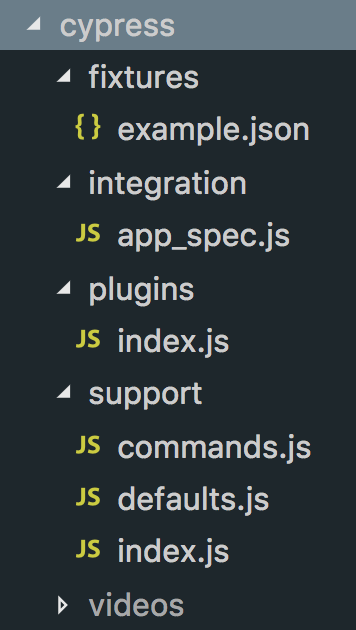 cypress
fixtures
{ } example.json
integration
JS app_spec.js
plugins
JS index.js
support
JS commands.js
JS defaults.js
JS index.js
videos